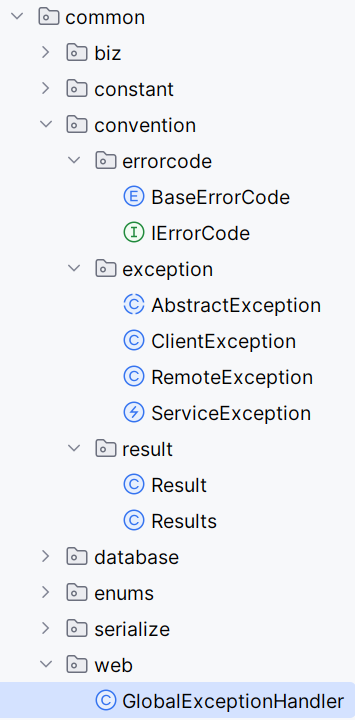 common
biz
constant
convention
errorcode
BaseErrorCode
IErrorCode
exception
AbstractException
ClientException
RemoteException
ServiceException
result
Result
Results
database
enums
serialize
web
GlobalExceptionHandler